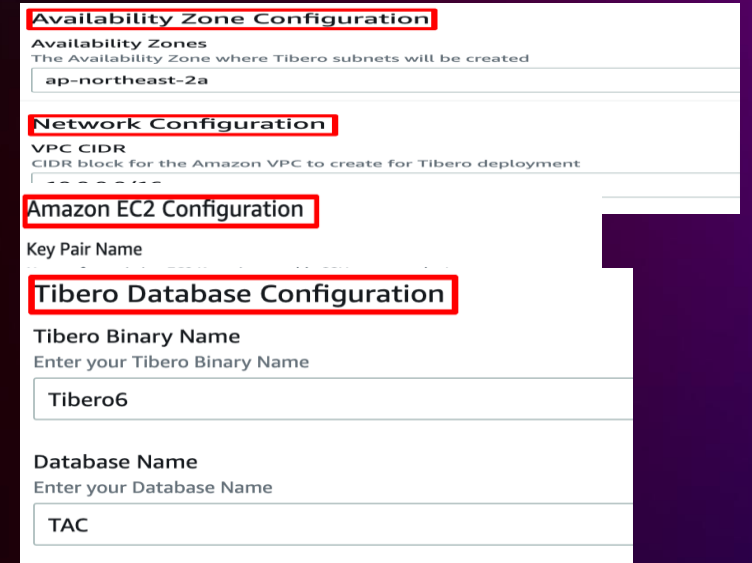 Availability Zone Configuration
Availability Zones
The Availability Zone where Tibero subnets will be created
ap-northeast-2a
Network Configuration
VPC CIDR
CIDR block for the Amazon VPC to create for Tibero deployment
Amazon EC2 Configuration
Key Pair Name
Tibero Database Configuration
Tibero Binary Name
Enter your Tibero Binary Name
Tibero6
Database Name
Enter your Database Name
TAC